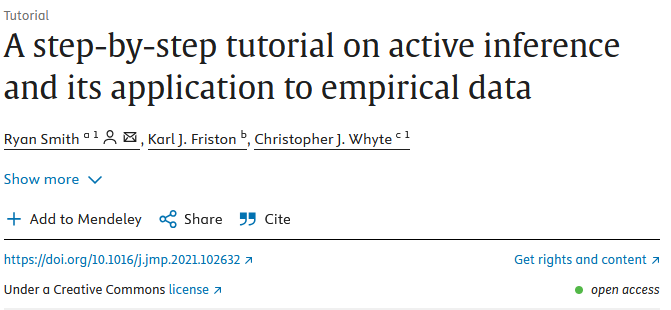 Tutorial
A step-by-step tutorial on active inference
and its application to empirical data
Ryan Smith a 1, Karl J. Friston b, Christopher J. Whyte c 1
Show more
Add to Mendeley Share Cite
https://doi.org/10.1016/j.jmp.2021.102632 Get rights and content
Under a Creative Commons license open access